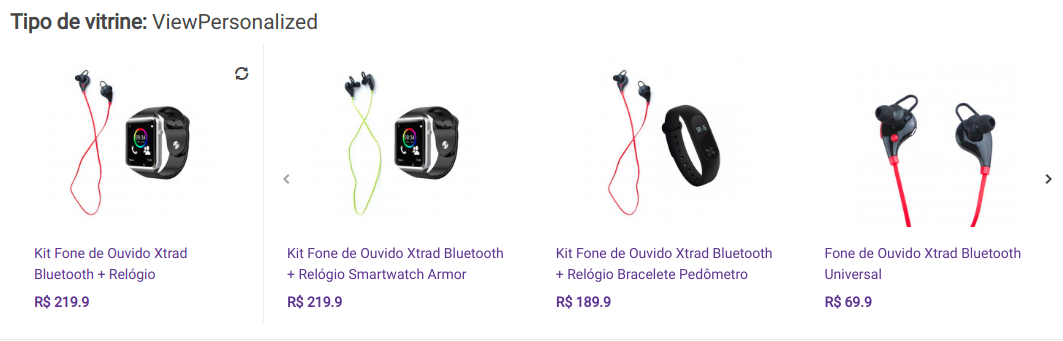 Tipo de vitrine: ViewPersonalized
Kit Fone de Ouvido Xtrad
Bluetooth + Relógio
R$ 219.9
Kit Fone de Ouvido Xtrad Bluetooth
+ Relógio Smartwatch Armor
R$ 219.9
Kit Fone de Ouvido Xtrad Bluetooth
+ Relógio Bracelete Pedômetro
R$ 189.9
Fone de Ouvido Xtrad Bluetooth
Universal
R$ 69.9